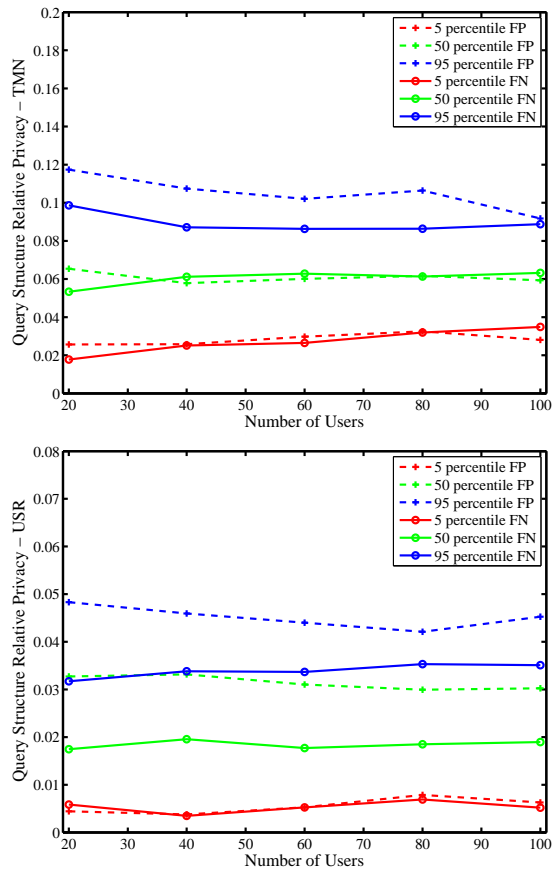 0.2
0.18
0.16
0.14
0.12
0.1
0.08
0.06
0.04
0.02
0
Query Structure Relative Privacy − TMN
5 percentile FP
50 percentile FP
95 percentile FP
5 percentile FN
50 percentile FN
95 percentile FN
20 30 40 50 60 70 80 90 100
Number of Users
0.08
0.07
0.06
0.05
0.04
0.03
0.02
0.01
0
Query Structure Relative Privacy − USR
5 percentile FP
50 percentile FP
95 percentile FP
5 percentile FN
50 percentile FN
95 percentile FN
20 30 40 50 60 70 80 90 100
Number of Users